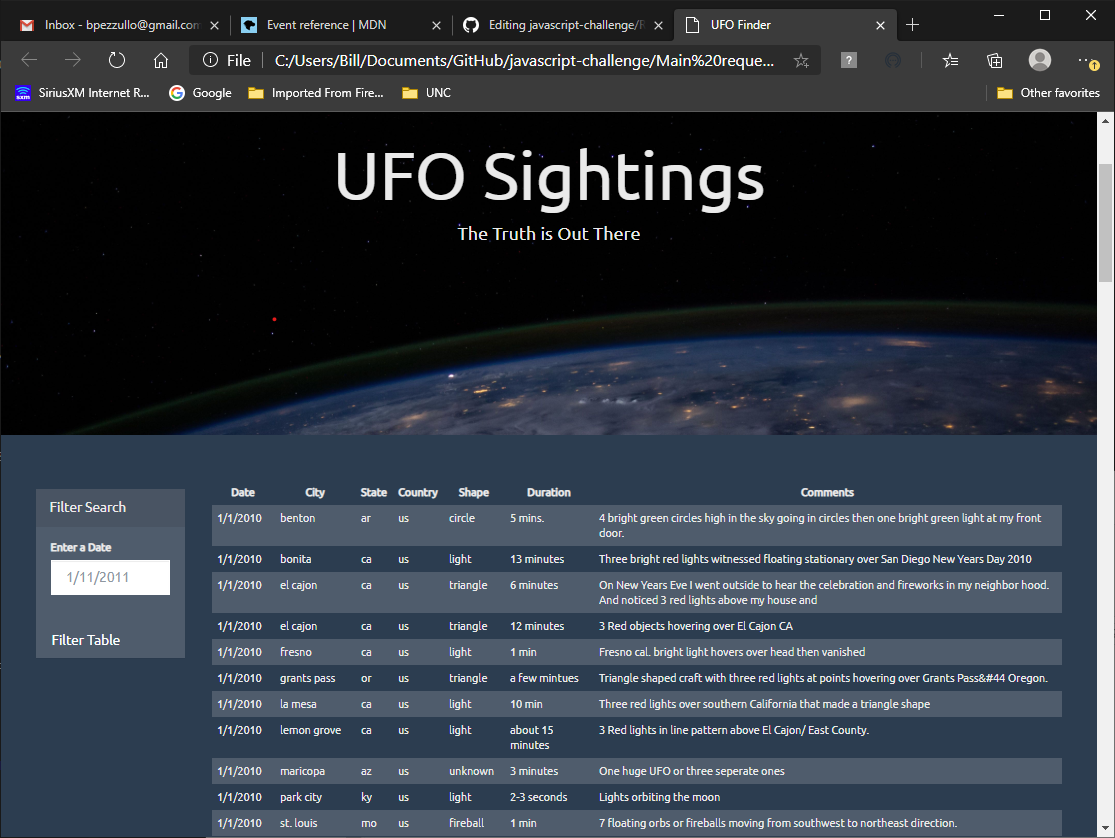 Inbox - bpezzullo@gmail.com
Event reference | MDN
Editing javascript-challenge/R
UFO Finder
File
C:/Users/Bill/Documents/GitHub/javascript-challenge/Main%20reque...
SiriusXM Internet R...
Google
Imported From Fire...
UNC
Other favorites
UFO Sightings
The Truth is Out There
Filter Search
Enter a Date
1/11/2011
Filter Table
Date City State Country Shape Duration Comments
1/1/2010 benton ar us circle 5 mins. 4 bright green circles high in the sky going in circles then one bright green light at my front
door.
1/1/2010 bonita ca us light 13 minutes Three bright red lights witnessed floating stationary over San Diego New Years Day 2010
1/1/2010 el cajon ca us triangle 6 minutes On New Years Eve I went outside to hear the celebration and fireworks in my neighbor hood.
And noticed 3 red lights above my house and
1/1/2010 el cajon ca us triangle 12 minutes 3 Red objects hovering over El Cajon CA
1/1/2010 fresno ca us light 1 min Fresno cal. bright light hovers over head then vanished
1/1/2010 grants pass or us triangle a few mintues Triangle shaped craft with three red lights at points hovering over Grants Pass&#44 Oregon.
1/1/2010 la mesa ca us light 10 min Three red lights over southern California that made a triangle shape
1/1/2010 lemon grove ca us light about 15 3 Red lights in line pattern above El Cajon/ East County.
minutes
1/1/2010 maricopa az us unknown 3 minutes One huge UFO or three seperate ones
1/1/2010 park city ky us light 2-3 seconds Lights orbiting the moon
1/1/2010 st. louis mo us fireball 1 min 7 floating orbs or fireballs moving from southwest to northeast direction.